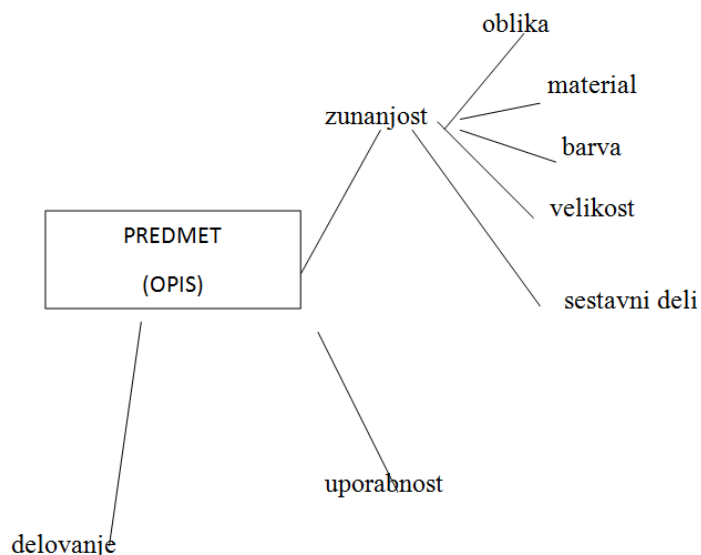 oblika
material
zunanjost
barva
velikost
PREDMET
(OPIS)
sestavni deli
uporabnost
delovanje